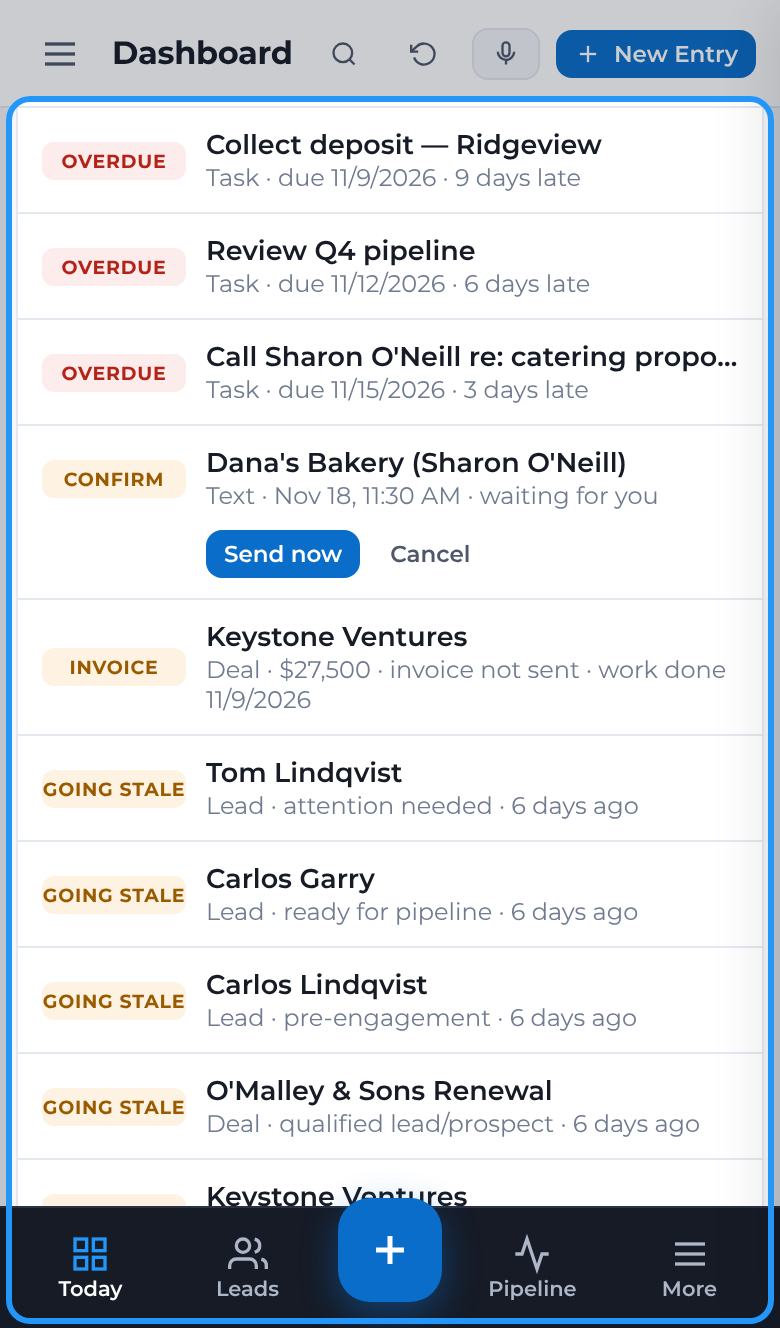 Dashboard
New Entry
OVERDUE
Collect deposit — Ridgeview
Task · due 11/9/2026 · 9 days late
OVERDUE
Review Q4 pipeline
Task · due 11/12/2026 · 6 days late
OVERDUE
Call Sharon O'Neill re: catering propo...
Task · due 11/15/2026 · 3 days late
CONFIRM
Dana's Bakery (Sharon O'Neill)
Text · Nov 18, 11:30 AM · waiting for you
Send now
Cancel
INVOICE
Keystone Ventures
Deal · $27,500 · invoice not sent · work done
11/9/2026
GOING STALE
Tom Lindqvist
Lead · attention needed · 6 days ago
GOING STALE
Carlos Garry
Lead · ready for pipeline · 6 days ago
GOING STALE
Carlos Lindqvist
Lead · pre-engagement · 6 days ago
GOING STALE
O'Malley & Sons Renewal
Deal · qualified lead/prospect · 6 days ago
Keystone Ventures
Today
Leads
Pipeline
More